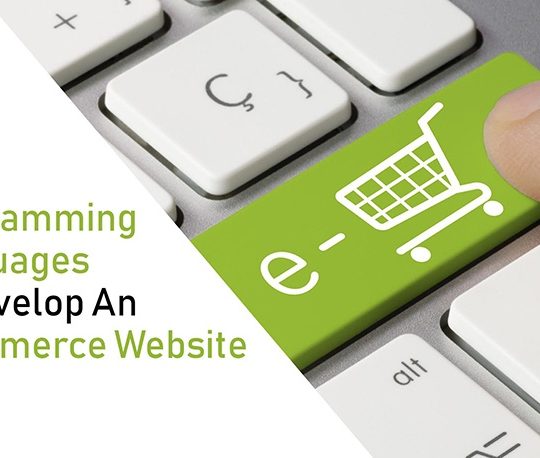 +
Ç }
amming
uages
velop An
merce Website
e-
alt